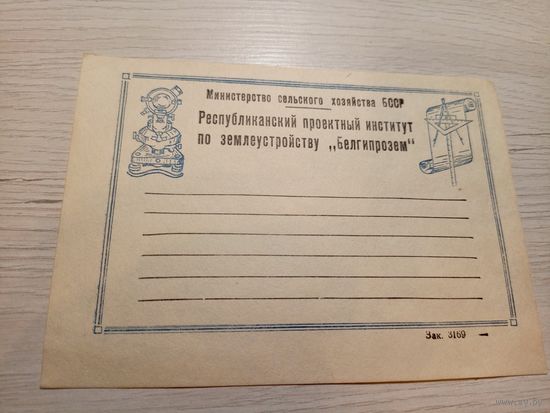 Министерство сельского хозяйства БССР
Республиканский проектный институт
по землеустройству „Белгипрозем"
Зак. 3169